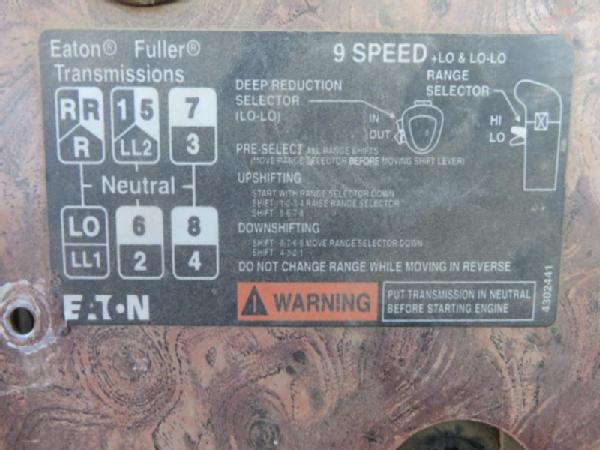 Eaton® Fuller®
Transmissions
9 SPEED +LO & LO-LO
RR 1 5 7
R LL2 3
Neutral
LO 6 8
LL1 2 4
EATON
DEEP REDUCTION
SELECTOR
(LO-LO)
IN
OUT
RANGE
SELECTOR
HI
LO
PRE-SELECT ALL RANGE SHIFTS
(MOVE RANGE SELECTOR BEFORE MOVING SHIFT LEVER)
UPSHIFTING
START WITH RANGE SELECTOR DOWN
SHIFT 1-2-3-4 RAISE RANGE SELECTOR
SHIFT 5-6-7-8
DOWNSHIFTING
SHIFT 8-7-6-5 MOVE RANGE SELECTOR DOWN
SHIFT 4-3-2-1
DO NOT CHANGE RANGE WHILE MOVING IN REVERSE
! WARNING
PUT TRANSMISSION IN NEUTRAL
BEFORE STARTING ENGINE
4302441